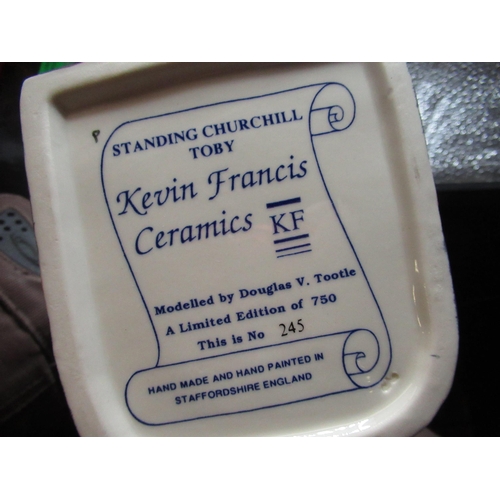 P
STANDING CHURCHILL
TOBY
Kevin Francis
Ceramics KF
Modelled by Douglas V. Tootle
A Limited Edition of 750
This is No 245
HAND MADE AND HAND PAINTED IN
STAFFORDSHIRE ENGLAND